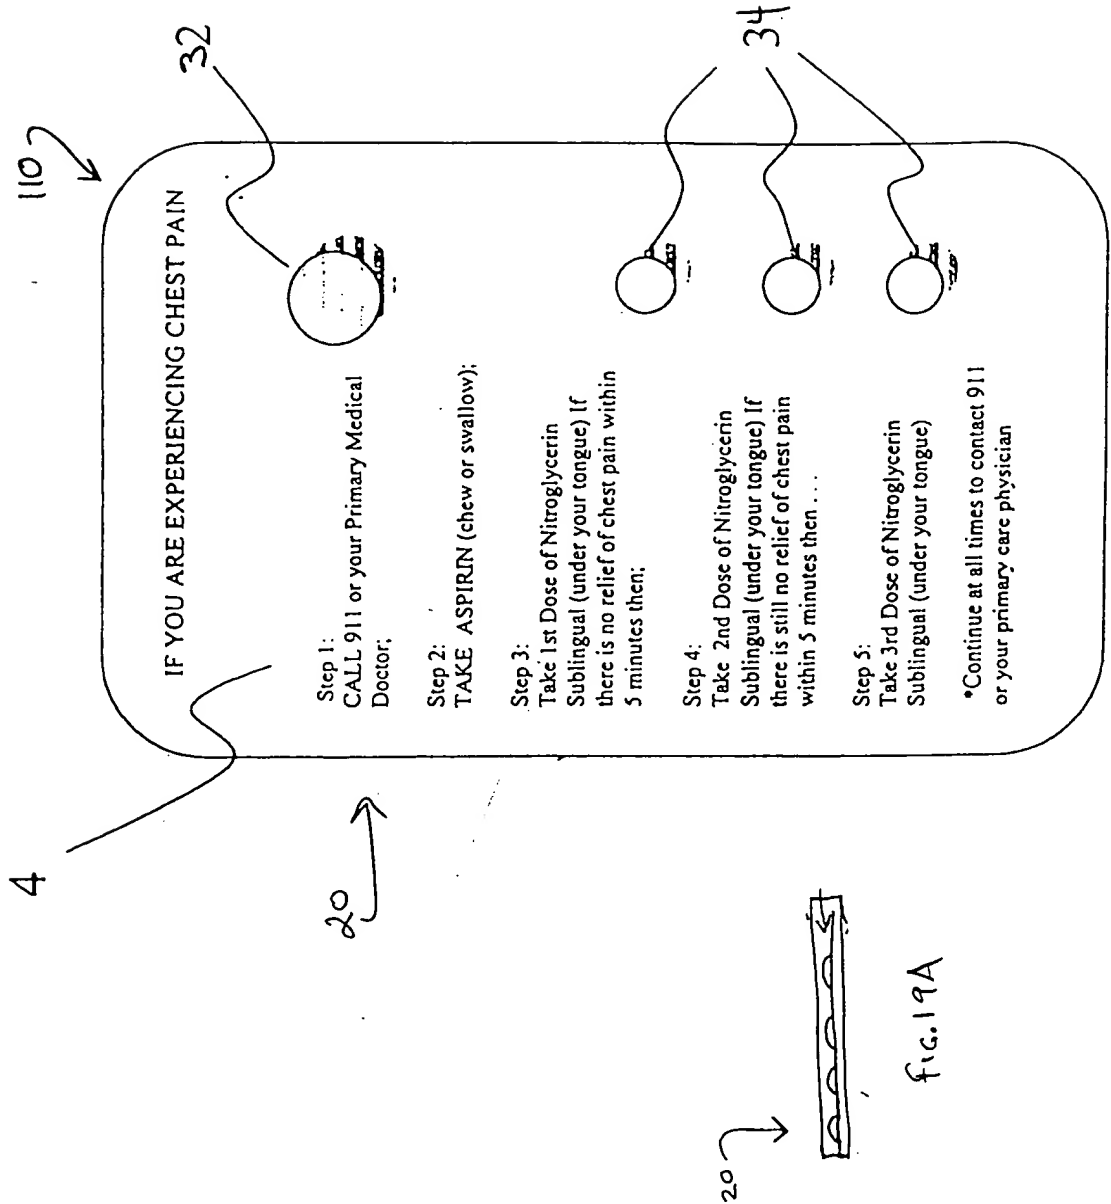 110
32
IF YOU ARE EXPERIENCING CHEST PAIN
4
Step 1:
CALL 911 or your Primary Medical
Doctor;
Step 2:
TAKE ASPIRIN (chew or swallow);
Step 3:
Take 1st Dose of Nitroglycerin
Sublingual (under your tongue) If
there is no relief of chest pain within
5 minutes then;
34
Step 4:
Take 2nd Dose of Nitroglycerin
Sublingual (under your tongue) If
there is still no relief of chest pain
within 5 minutes then ...
Step 5:
Take 3rd Dose of Nitroglycerin
Sublingual (under your tongue)
*Continue at all times to contact 911
or your primary care physician
20
20
Fig. 19A